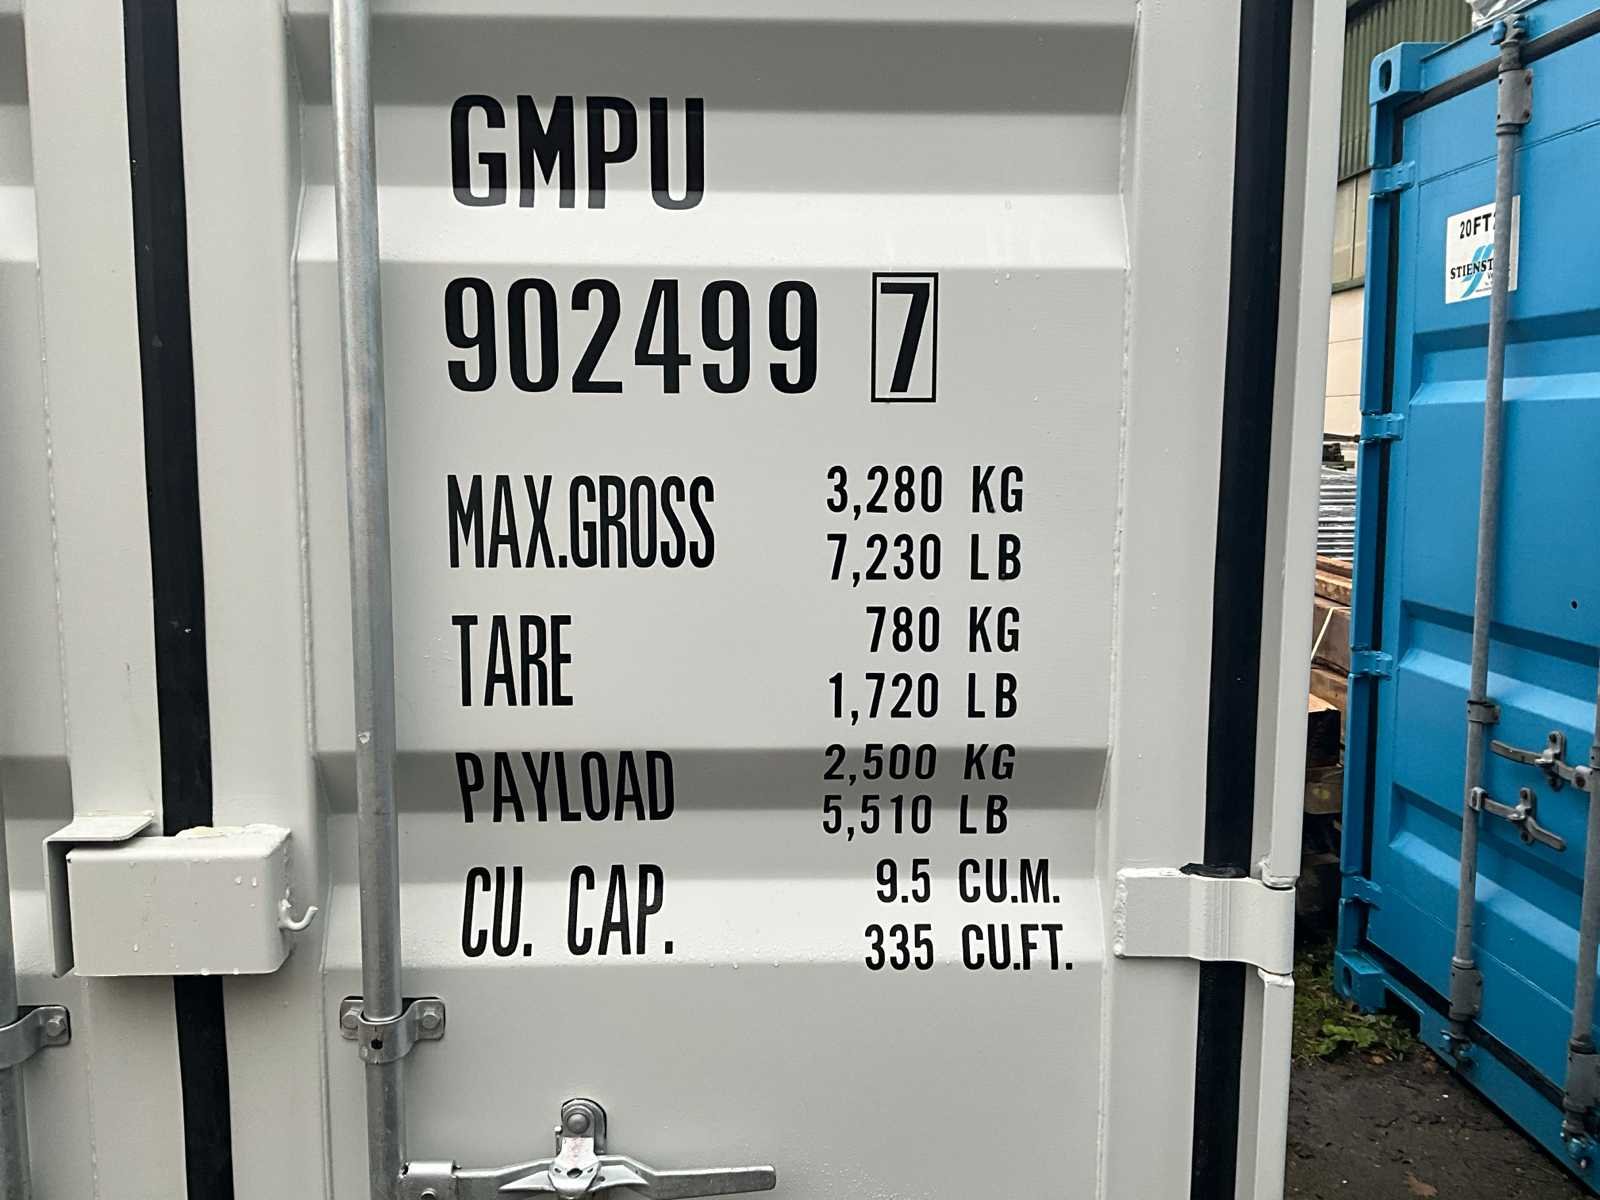 GMPU
902499 7
MAX.GROSS 3,280 KG
7,230 LB
TARE 780 KG
1,720 LB
PAYLOAD 2,500 KG
5,510 LB
CU. CAP. 9.5 CU.M.
335 CU.FT.
20FT